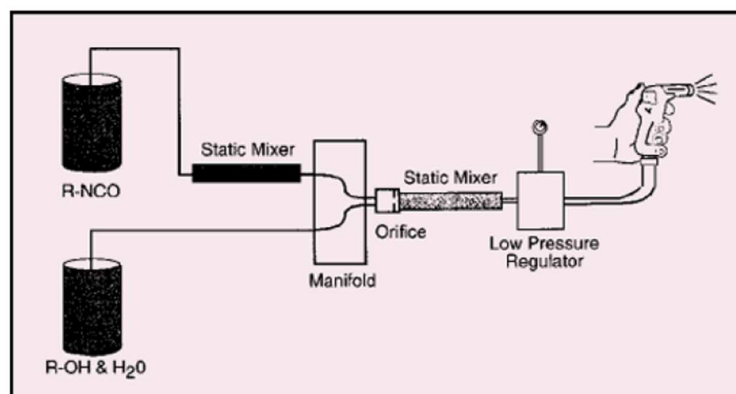 Static Mixer
R-NCO
Static Mixer
Orifice
Low Pressure
Regulator
Manifold
R-OH & H20